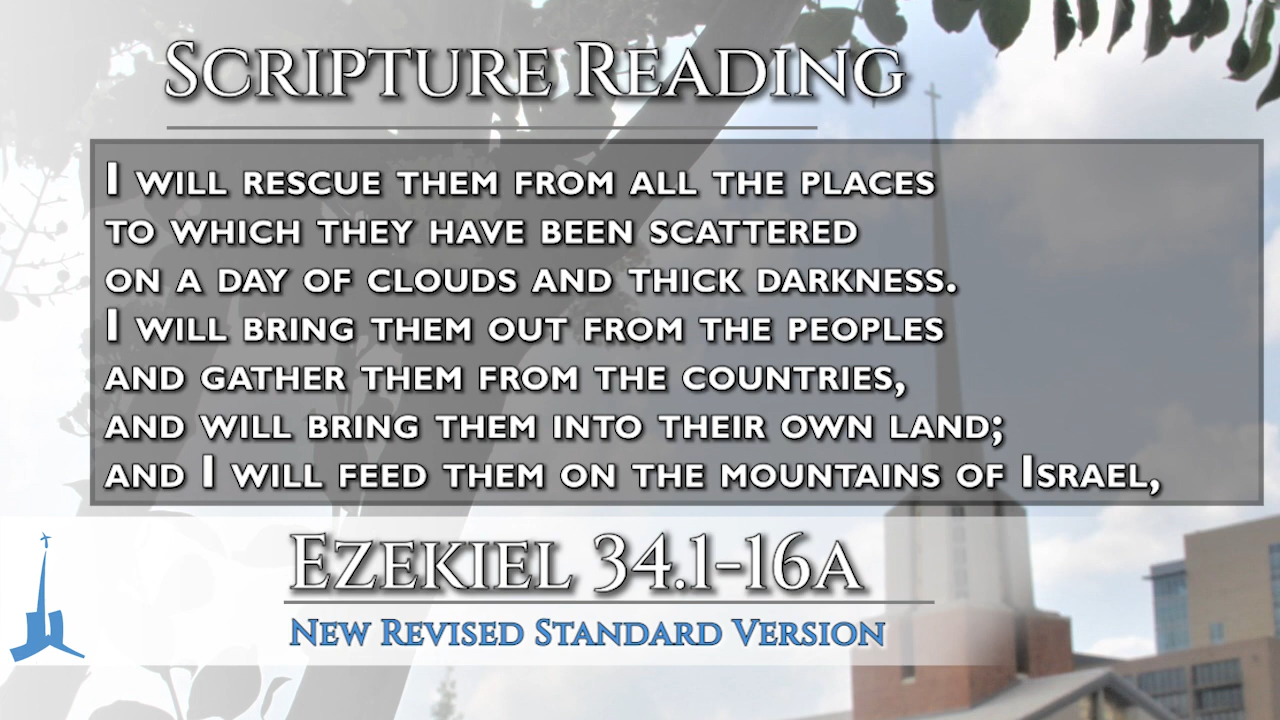 Scripture Reading
I will rescue them from all the places
to which they have been scattered
on a day of clouds and thick darkness.
I will bring them out from the peoples
and gather them from the countries,
and will bring them into their own land;
and I will feed them on the mountains of Israel,
Ezekiel 34.1-16a
New Revised Standard Version